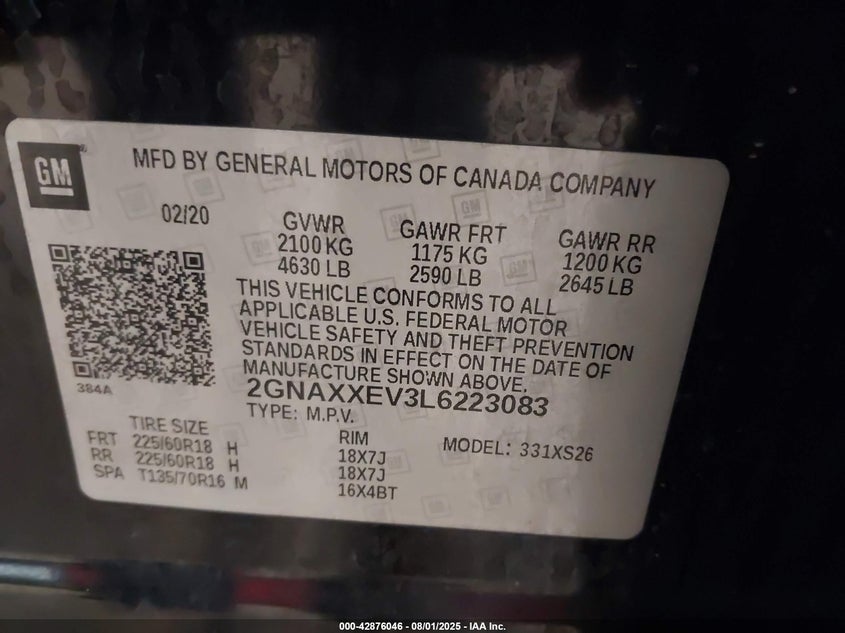 GM
MFD BY GENERAL MOTORS OF CANADA COMPANY
02/20
GVWR
2100 KG
4630 LB
GAWR FRT
1175 KG
2590 LB
GAWR RR
1200 KG
2645 LB
THIS VEHICLE CONFORMS TO ALL
APPLICABLE U.S. FEDERAL MOTOR
VEHICLE SAFETY AND THEFT PREVENTION
STANDARDS IN EFFECT ON THE DATE OF
MANUFACTURE SHOWN ABOVE.
384A
2GNAXXEV3L6223083
TYPE: M.P.V.
MODEL: 331XS26
TIRE SIZE RIM
FRT 225/60R18 H 18X7J
RR 225/60R18 H 18X7J
SPA T135/70R16 M 16X4BT
000-42876046 - 08/01/2025 - IAA Inc.